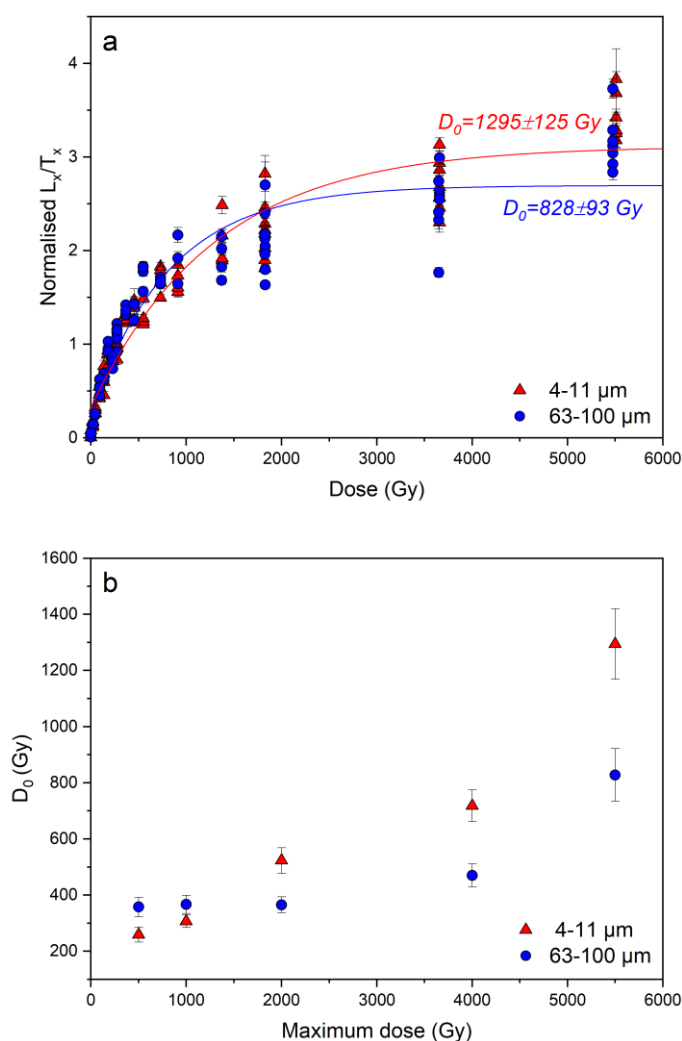 a
4
3
2
1
0
Normalised Lₓ/Tₓ
D₀=1295±125 Gy
D₀=828±93 Gy
4-11 µm
63-100 µm
0 1000 2000 3000 4000 5000 6000
Dose (Gy)
b
1600
1400
1200
1000
800
600
400
200
D₀ (Gy)
4-11 µm
63-100 µm
0 1000 2000 3000 4000 5000 6000
Maximum dose (Gy)